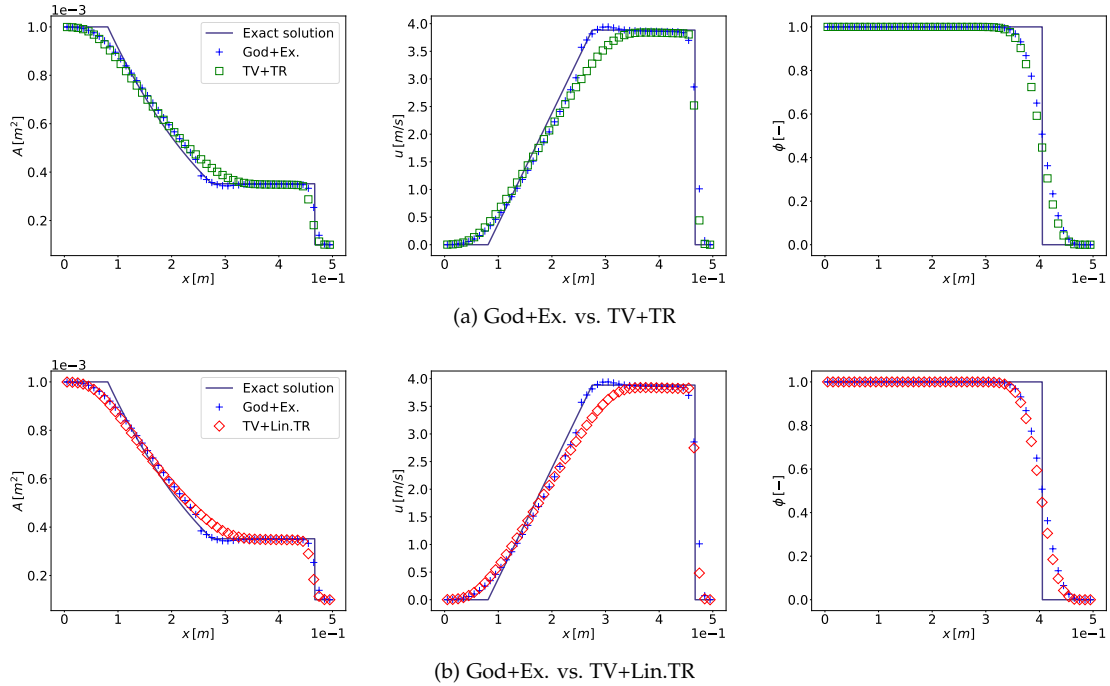 1e−3
1.0
0.8
0.6
0.4
0.2
A [m²]
0 1 2 3 4 5
x [m]
1e−1
Exact solution
God+Ex.
TV+TR
4.0
3.5
3.0
2.5
2.0
1.5
1.0
0.5
0.0
u [m/s]
0 1 2 3 4 5
x [m]
1e−1
1.0
0.8
0.6
0.4
0.2
0.0
ϕ [−]
0 1 2 3 4 5
x [m]
1e−1
(a) God+Ex. vs. TV+TR
1e−3
1.0
0.8
0.6
0.4
0.2
A [m²]
0 1 2 3 4 5
x [m]
1e−1
Exact solution
God+Ex.
TV+Lin.TR
4.0
3.5
3.0
2.5
2.0
1.5
1.0
0.5
0.0
u [m/s]
0 1 2 3 4 5
x [m]
1e−1
1.0
0.8
0.6
0.4
0.2
0.0
ϕ [−]
0 1 2 3 4 5
x [m]
1e−1
(b) God+Ex. vs. TV+Lin.TR